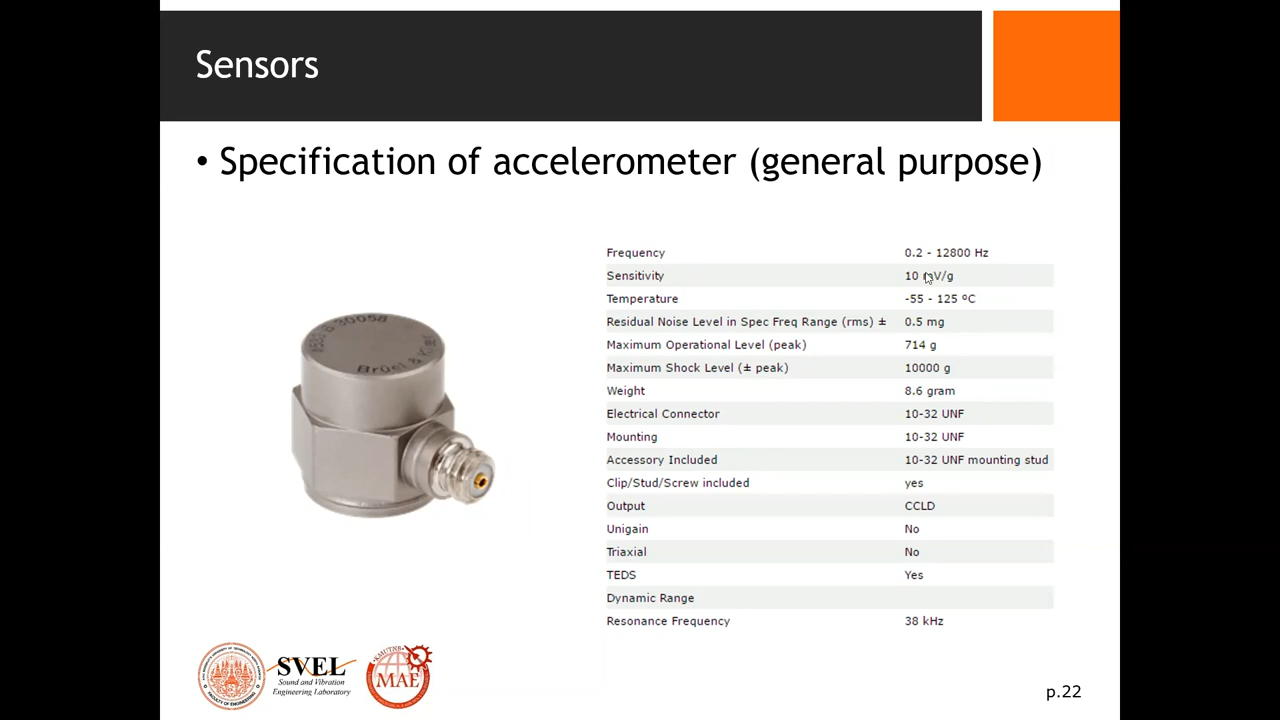 Sensors
• Specification of accelerometer (general purpose)
Frequency 0.2 - 12800 Hz
Sensitivity 10 mV/g
Temperature -55 - 125 ºC
Residual Noise Level in Spec Freq Range (rms) ± 0.5 mg
Maximum Operational Level (peak) 714 g
Maximum Shock Level (± peak) 10000 g
Weight 8.6 gram
Electrical Connector 10-32 UNF
Mounting 10-32 UNF
Accessory Included 10-32 UNF mounting stud
Clip/Stud/Screw included yes
Output CCLD
Unigain No
Triaxial No
TEDS Yes
Dynamic Range
Resonance Frequency 38 kHz
30058
Brüel & Kjær
SVEL
Sound and Vibration
Engineering Laboratory
KMUTNB
MAE
p.22